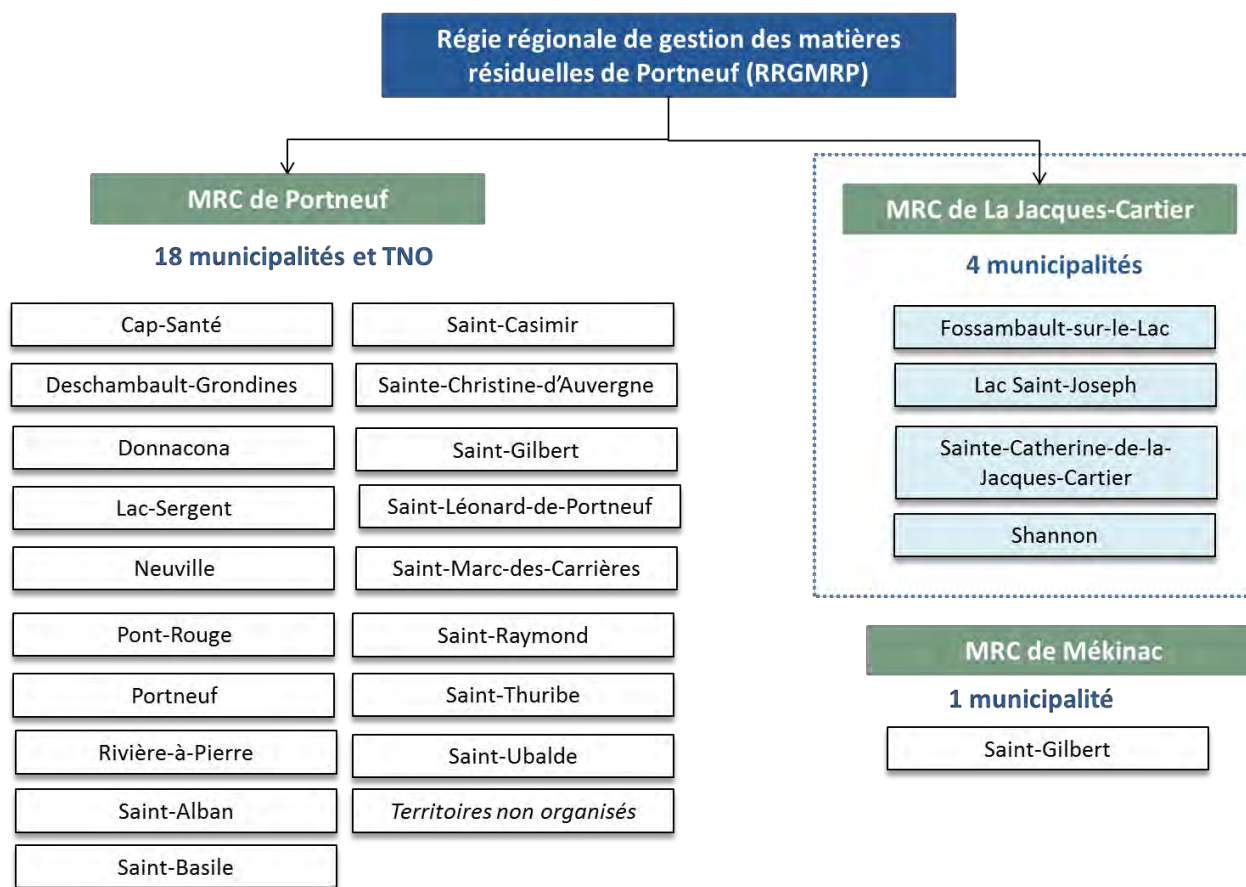 Régie régionale de gestion des matières
résiduelles de Portneuf (RRGMRP)
MRC de Portneuf
18 municipalités et TNO
Cap-Santé
Deschambault-Grondines
Donnacona
Lac-Sergent
Neuville
Pont-Rouge
Portneuf
Rivière-à-Pierre
Saint-Alban
Saint-Basile
Saint-Casimir
Sainte-Christine-d’Auvergne
Saint-Gilbert
Saint-Léonard-de-Portneuf
Saint-Marc-des-Carrières
Saint-Raymond
Saint-Thuribe
Saint-Ubalde
Territoires non organisés
MRC de La Jacques-Cartier
4 municipalités
Fossambault-sur-le-Lac
Lac Saint-Joseph
Sainte-Catherine-de-la-
Jacques-Cartier
Shannon
MRC de Mékinac
1 municipalité
Saint-Gilbert